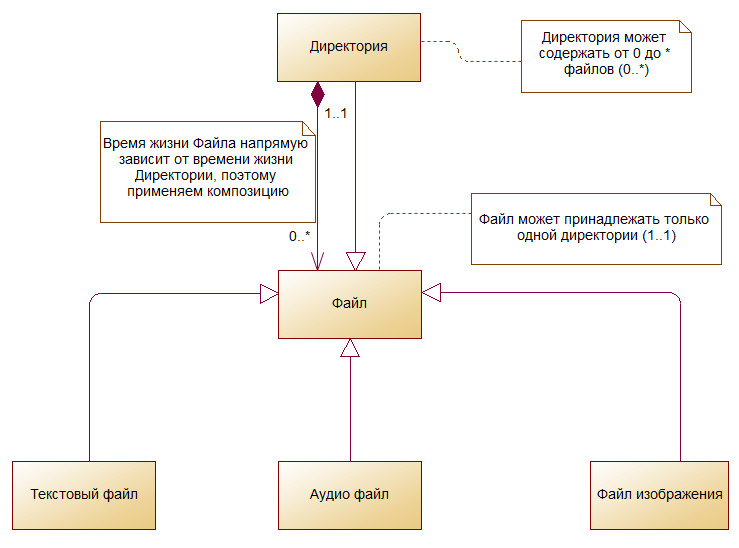 Директория
Директория может
содержать от 0 до *
файлов (0..*)
1..1
Время жизни Файла напрямую
зависит от времени жизни
Директории, поэтому
применяем композицию
0..*
Файл может принадлежать только
одной директории (1..1)
Файл
Текстовый файл
Аудио файл
Файл изображения